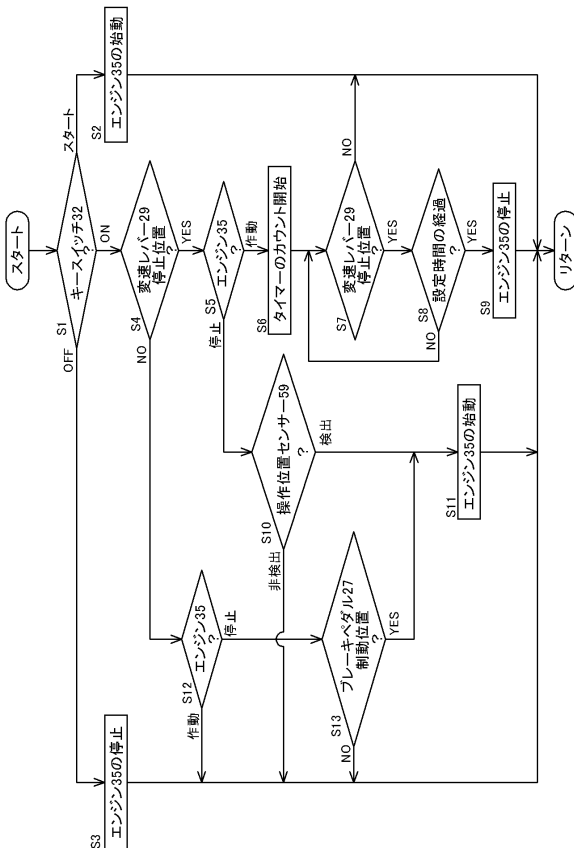 スタート
S1
キースイッチ32
?
OFF
ON
スタート
S2
エンジン35の始動
S3
エンジン35の停止
S4
変速レバー29
停止位置
?
NO
YES
S5
エンジン35
?
停止
作動
S6
タイマーのカウント開始
S7
変速レバー29
停止位置
?
NO
YES
S8
設定時間の経過
?
NO
YES
S9
エンジン35の停止
S10
操作位置センサー59
?
非検出
検出
S11
エンジン35の始動
S12
エンジン35
?
作動
停止
S13
ブレーキペダル27
制動位置
?
NO
YES
リターン